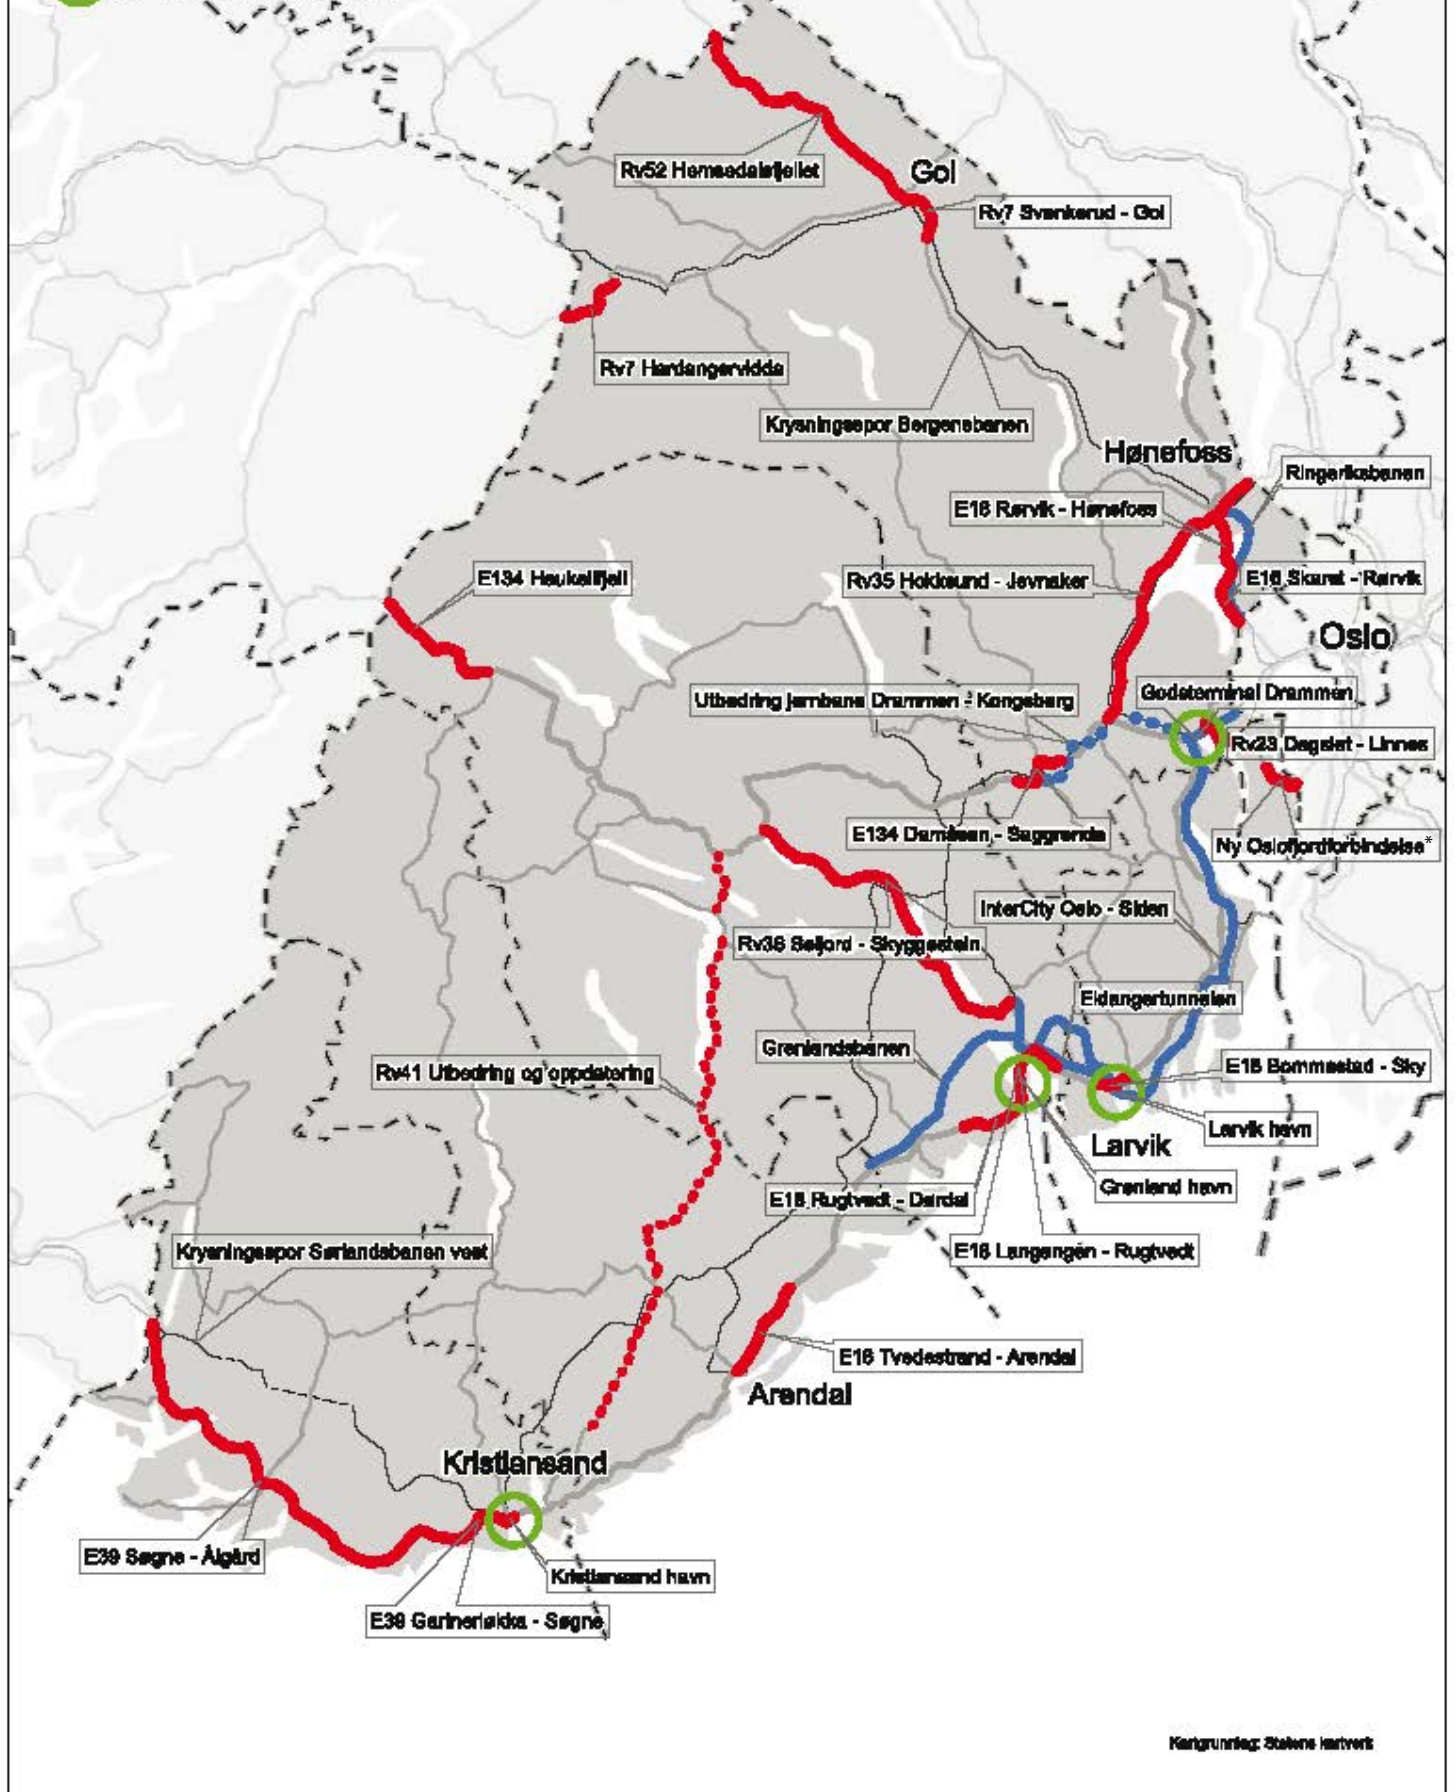 Rv52 Hemsedalsfjellet
Gol
Rv7 Svenkerud - Gol
Rv7 Hardangervidda
Krysningsspor Bergensbanen
Hønefoss
Ringeriksbanen
E16 Rørvik - Hønefoss
E134 Haukelifjell
Rv35 Hokksund - Jevnaker
E16 Skaret - Rørvik
Oslo
Utbedring jernbane Drammen - Kongsberg
Godsterminal Drammen
Rv23 Dagslet - Linnes
E134 Damåsen - Saggrenda
Ny Oslofjordforbindelse*
InterCity Oslo - Skien
Rv36 Seljord - Skyggestein
Eidangertunnelen
Grenlandsbanen
Rv41 Utbedring og oppdatering
E18 Bommestad - Sky
Larvik havn
Larvik
Grenland havn
E18 Rugtvedt - Dørdal
Krysningsspor Sørlandsbanen vest
E18 Langangen - Rugtvedt
E18 Tvedestrand - Arendal
Arendal
Kristiansand
E39 Søgne - Ålgård
Kristiansand havn
E39 Gartnerløkka - Søgne
Kartgrunnlag: Statens kartverk